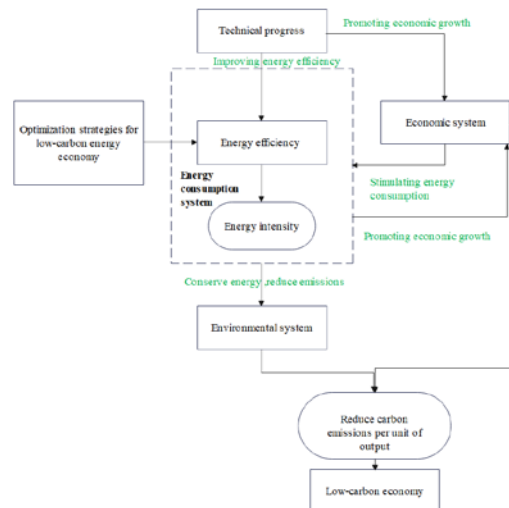 Promoting economic growth
Technical progress
Improving energy efficiency
Optimization strategies for
low-carbon energy
economy
Economic system
Energy efficiency
Energy
consumption
system
Stimulating energy
consumption
Energy intensity
Promoting economic growth
Conserve energy ,reduce emissions
Environmental system
Reduce carbon
emissions per unit of
output
Low-carbon economy